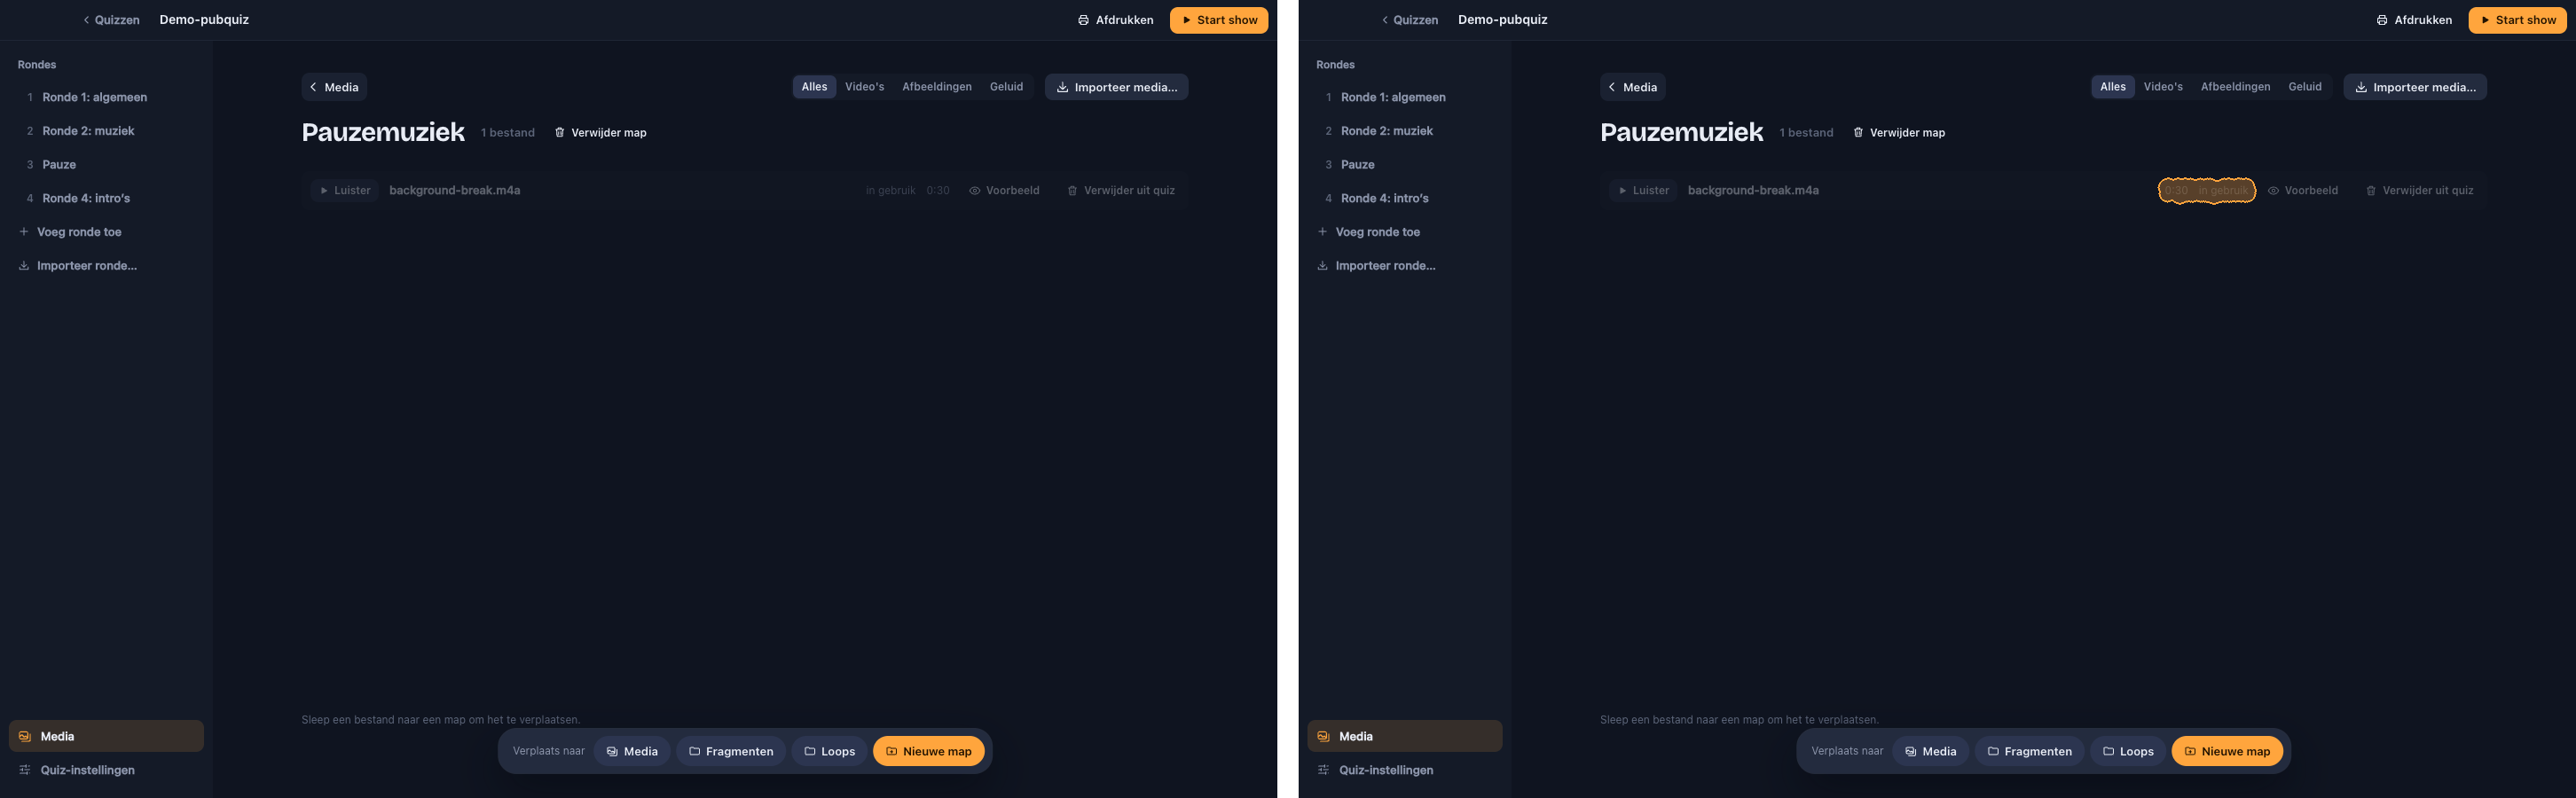 Quizzen Demo-pubquiz Afdrukken Start show
Rondes
1 Ronde 1: algemeen
2 Ronde 2: muziek
3 Pauze
4 Ronde 4: intro's
Voeg ronde toe
Importeer ronde...
Media Alles Video's Afbeeldingen Geluid Importeer media...
Pauzemuziek 1 bestand Verwijder map
Luister background-break.m4a in gebruik 0:30 Voorbeeld Verwijder uit quiz
Sleep een bestand naar een map om het te verplaatsen.
Verplaats naar Media Fragmenten Loops Nieuwe map
Media
Quiz-instellingen
Quizzen Demo-pubquiz Afdrukken Start show
Rondes
1 Ronde 1: algemeen
2 Ronde 2: muziek
3 Pauze
4 Ronde 4: intro's
Voeg ronde toe
Importeer ronde...
Media Alles Video's Afbeeldingen Geluid Importeer media...
Pauzemuziek 1 bestand Verwijder map
Luister background-break.m4a 0:30 in gebruik Voorbeeld Verwijder uit quiz
Sleep een bestand naar een map om het te verplaatsen.
Verplaats naar Media Fragmenten Loops Nieuwe map
Media
Quiz-instellingen